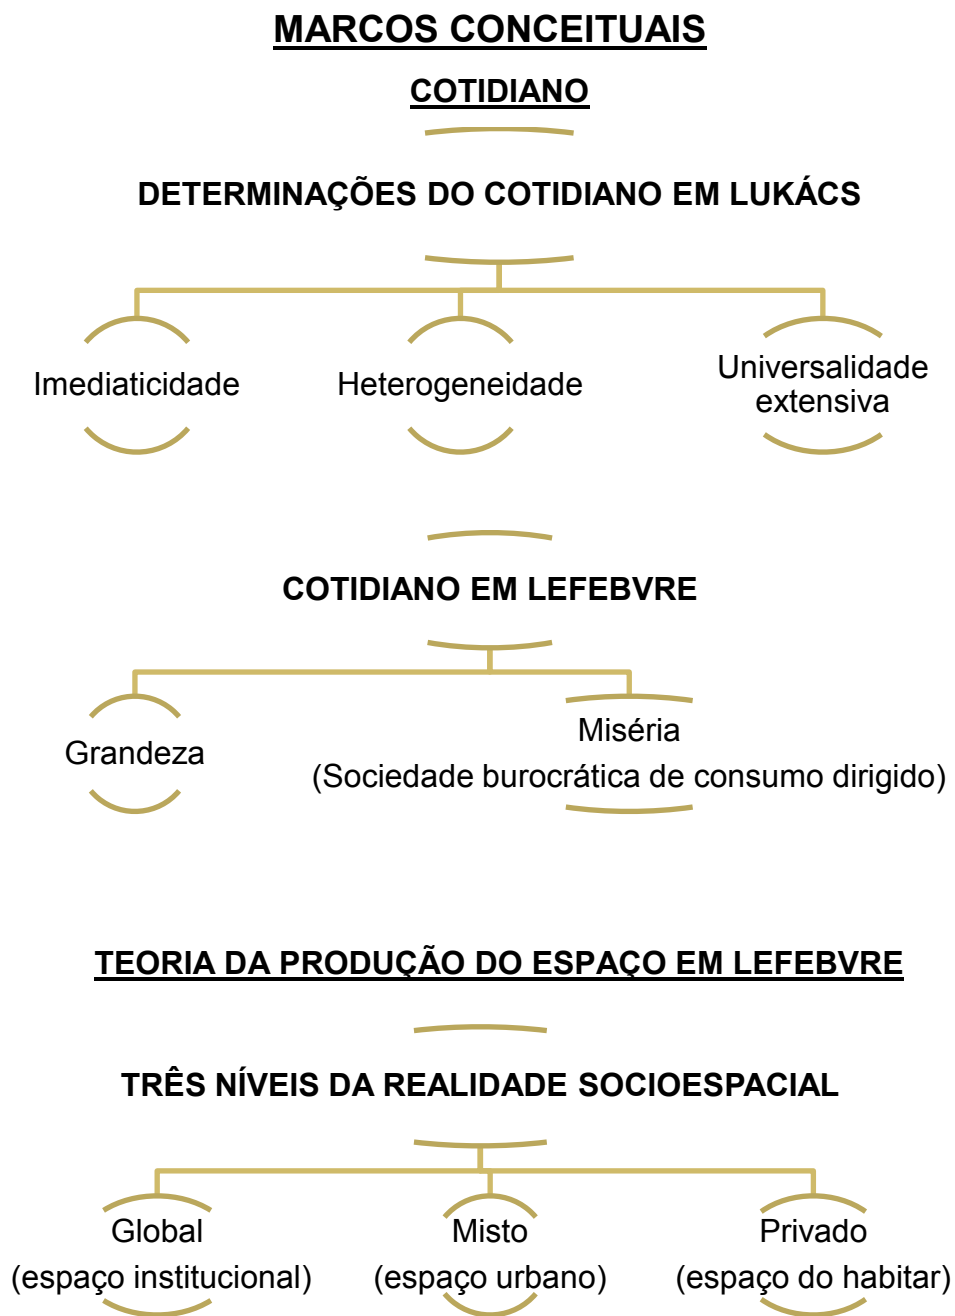 MARCOS CONCEITUAIS
COTIDIANO
DETERMINAÇÕES DO COTIDIANO EM LUKÁCS
Imediaticidade
Heterogeneidade
Universalidade
extensiva
COTIDIANO EM LEFEBVRE
Grandeza
Miséria
(Sociedade burocrática de consumo dirigido)
TEORIA DA PRODUÇÃO DO ESPAÇO EM LEFEBVRE
TRÊS NÍVEIS DA REALIDADE SOCIOESPACIAL
Global
(espaço institucional)
Misto
(espaço urbano)
Privado
(espaço do habitar)